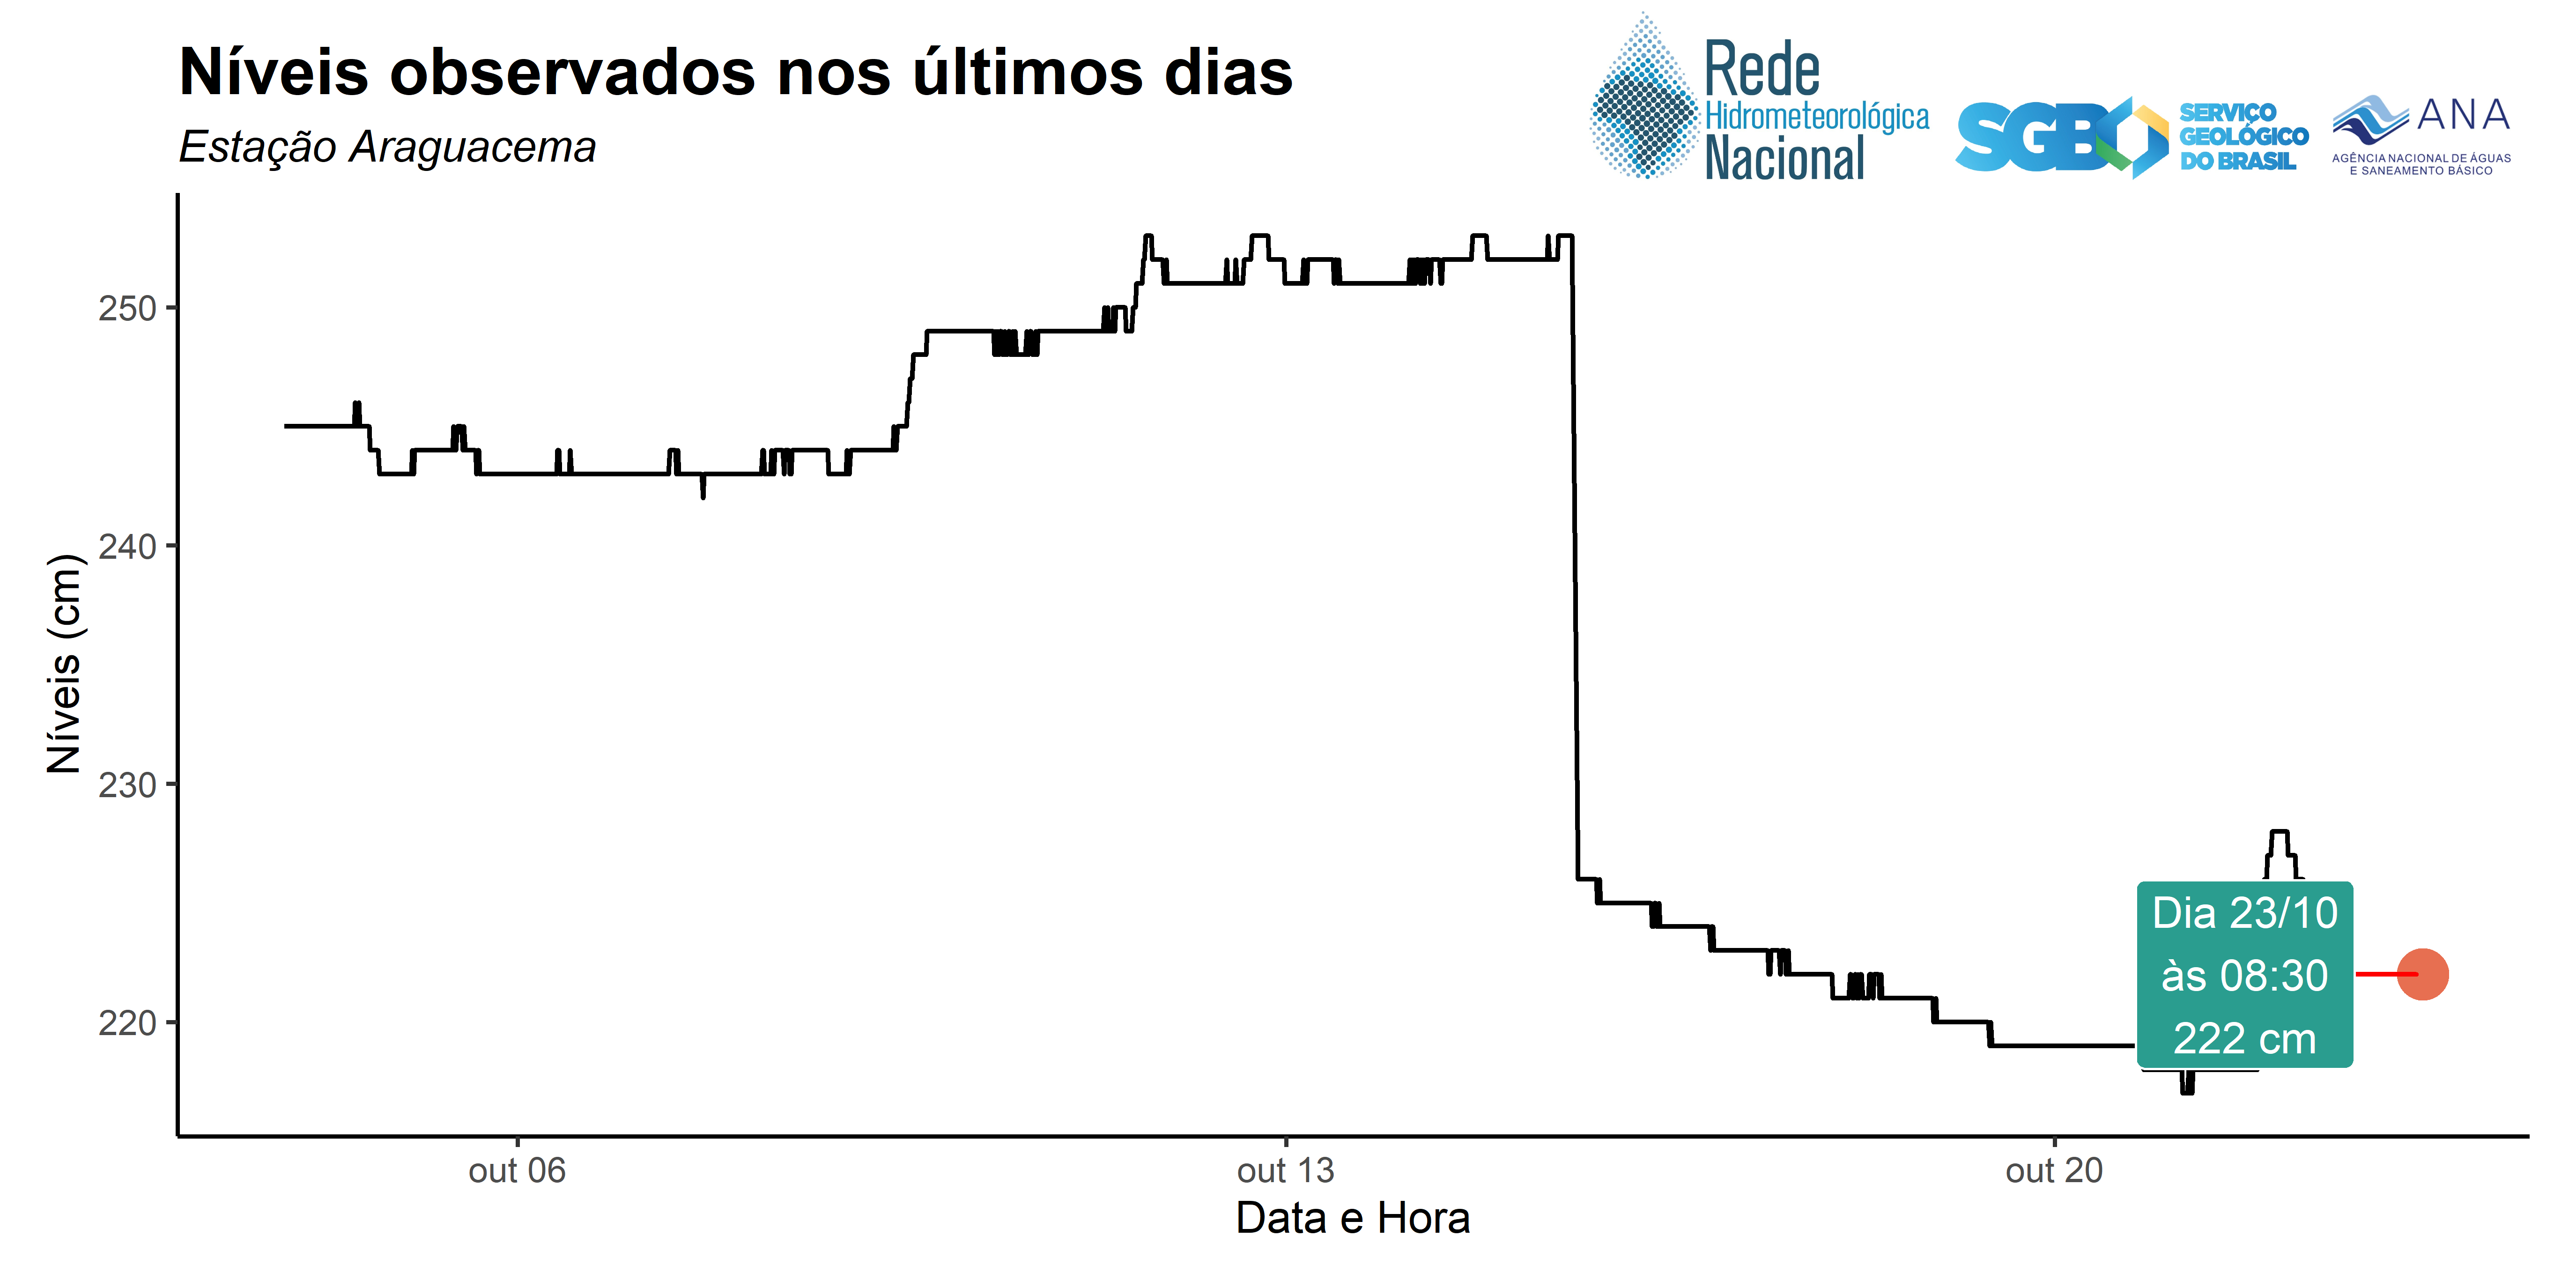 Níveis observados nos últimos dias
Estação Araguacema
Rede
Hidrometeorológica
Nacional
SGB
SERVIÇO
GEOLÓGICO
DO BRASIL
ANA
AGÊNCIA NACIONAL DE ÁGUAS
E SANEAMENTO BÁSICO
Níveis (cm)
250
240
230
220
Dia 23/10
às 08:30
222 cm
out 06
out 13
out 20
Data e Hora